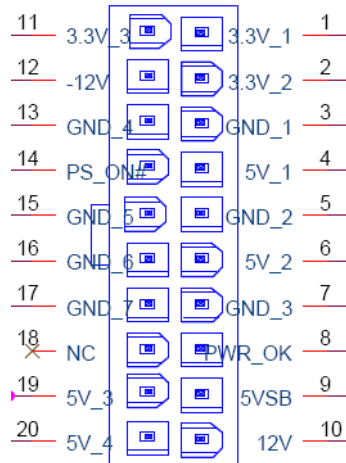 11 3.3V_3 3.3V_1 1
12 -12V 3.3V_2 2
13 GND_4 GND_1 3
14 PS_ON# 5V_1 4
15 GND_5 GND_2 5
16 GND_6 5V_2 6
17 GND_7 GND_3 7
18 NC PWR_OK 8
19 5V_3 5VSB 9
20 5V_4 12V 10